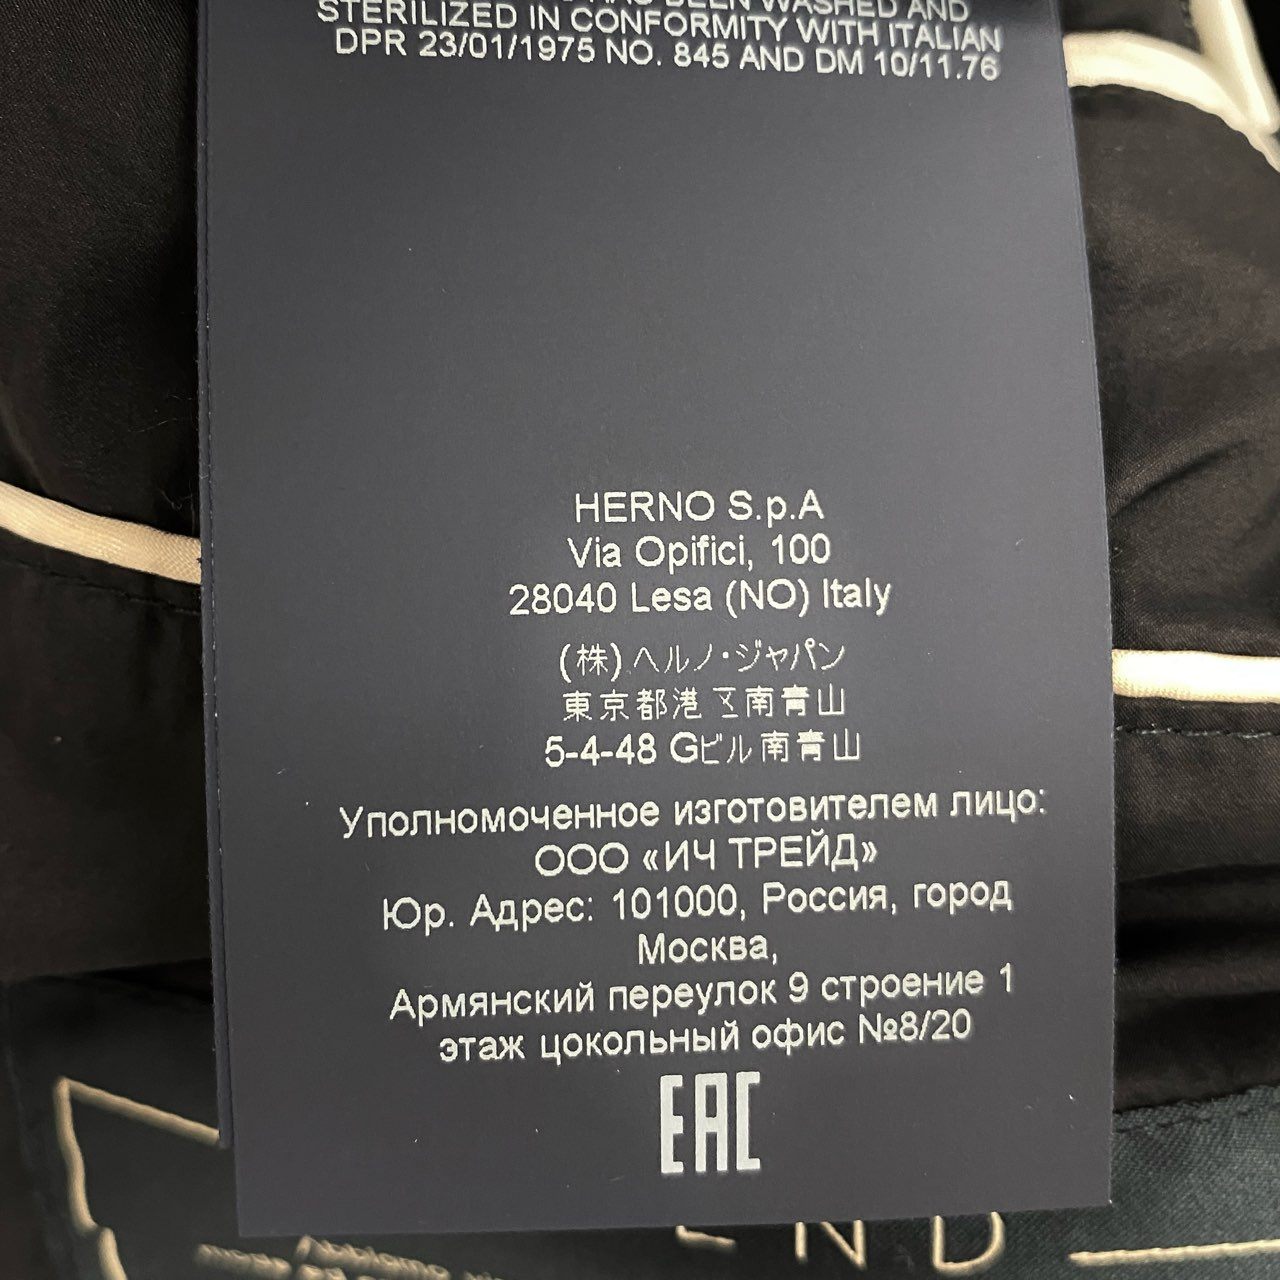 BEEN WASHED AND
STERILIZED IN CONFORMITY WITH ITALIAN
DPR 23/01/1975 NO. 845 AND DM 10/11.76
HERNO S.p.A
Via Opifici, 100
28040 Lesa (NO) Italy
(株)ヘルノ・ジャパン
東京都港区南青山
5-4-48 Gビル南青山
Уполномоченное изготовителем лицо:
ООО «ИЧ ТРЕЙД»
Юр. Адрес: 101000, Россия, город
Москва,
Армянский переулок 9 строение 1
этаж цокольный офис №8/20
EAC